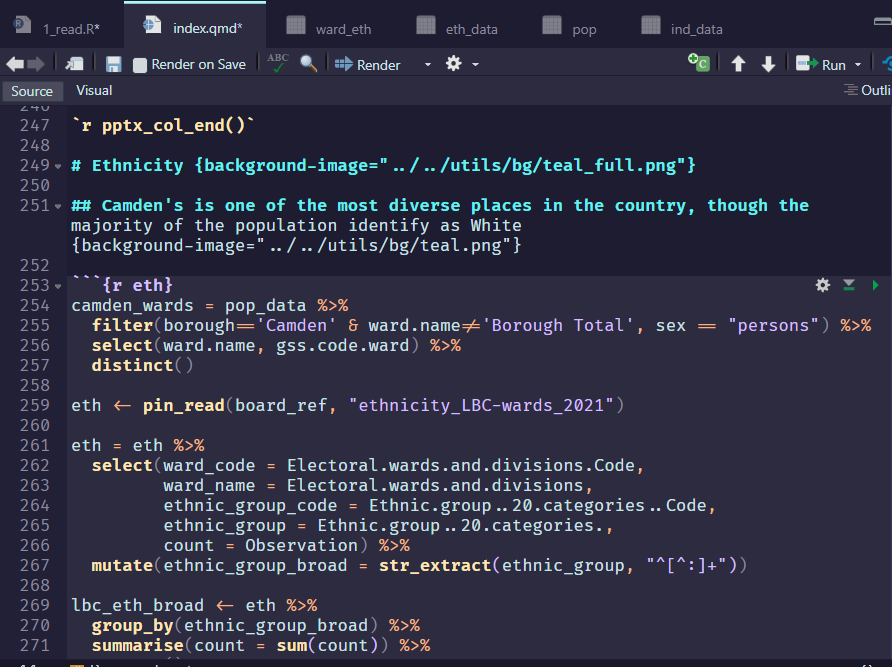 1_read.R*
index.qmd*
ward_eth
eth_data
pop
ind_data
Render on Save
ABC
Render
Run
Source
Visual
Outli
246
247 `r pptx_col_end()`
248
249 # Ethnicity {background-image="../../utils/bg/teal_full.png"}
250
251 ## Camden's is one of the most diverse places in the country, though the
majority of the population identify as White
{background-image="../../utils/bg/teal.png"}
252
253 ```{r eth}
254 camden_wards = pop_data %>%
255   filter(borough=='Camden' & ward.name!='Borough Total', sex == "persons") %>%
256   select(ward.name, gss.code.ward) %>%
257   distinct()
258
259 eth <- pin_read(board_ref, "ethnicity_LBC-wards_2021")
260
261 eth = eth %>%
262   select(ward_code = Electoral.wards.and.divisions.Code,
263          ward_name = Electoral.wards.and.divisions,
264          ethnic_group_code = Ethnic.group..20.categories..Code,
265          ethnic_group = Ethnic.group..20.categories.,
266          count = Observation) %>%
267   mutate(ethnic_group_broad = str_extract(ethnic_group, "^[^:]+"))
268
269 lbc_eth_broad <- eth %>%
270   group_by(ethnic_group_broad) %>%
271   summarise(count = sum(count)) %>%